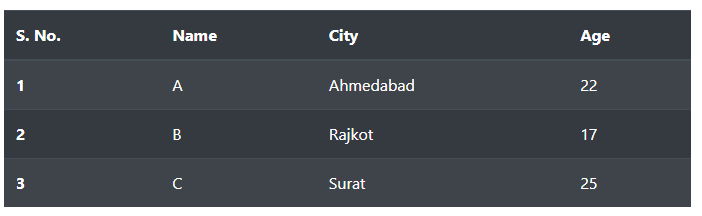 S. No. Name City Age
1 A Ahmedabad 22
2 B Rajkot 17
3 C Surat 25